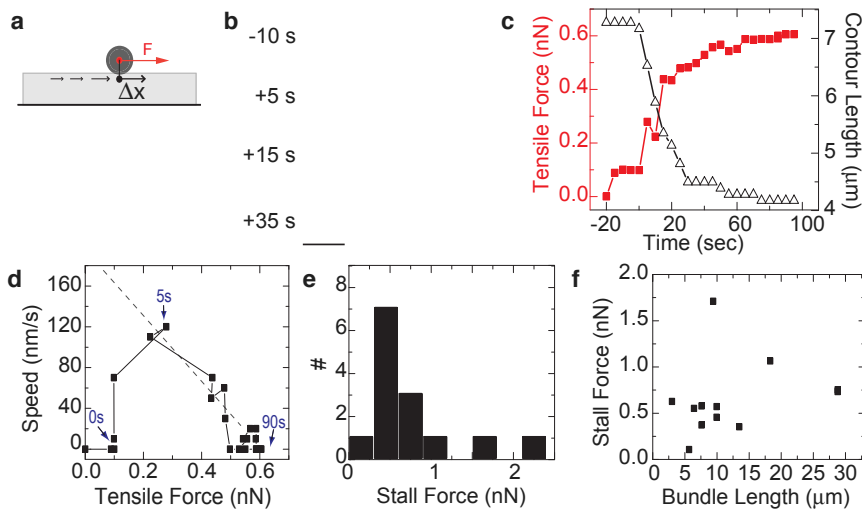 a
F
Δx
b
-10 s
+5 s
+15 s
+35 s
c
Tensile Force (nN)
0.6
0.4
0.2
0.0
-20 0 20 40 60 80 100
Time (sec)
7
6
5
4
Contour Length (μm)
d
Speed (nm/s)
160
120
80
40
0
0s
5s
90s
0.0 0.2 0.4 0.6
Tensile Force (nN)
e
#
8
6
4
2
0
0 1 2
Stall Force (nN)
f
Stall Force (nN)
2.0
1.5
1.0
0.5
0.0
0 5 10 15 20 25 30
Bundle Length (μm)